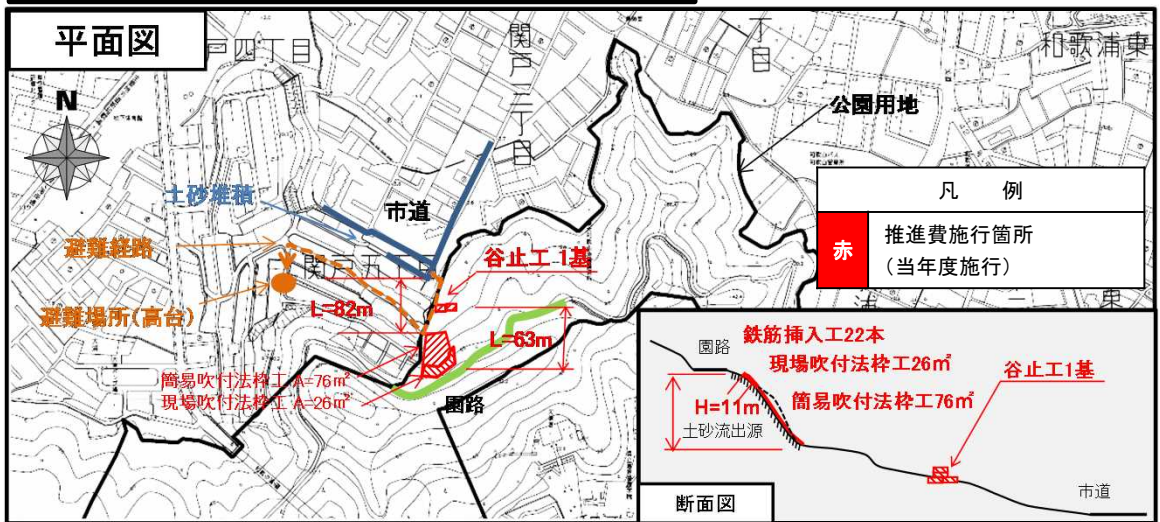 平面図
戸四丁目
関戸二丁目
丁目
和歌浦東
N
公園用地
凡 例
赤
推進費施行箇所
(当年度施行)
土砂堆積
市道
避難経路
関戸五丁目
谷止工 1基
避難場所(高台)
L=82m
L=63m
簡易吹付法枠工 A=76㎡
現場吹付法枠工 A=26㎡
園路
東
園路
鉄筋挿入工22本
現場吹付法枠工26㎡
谷止工1基
H=11m
簡易吹付法枠工76㎡
土砂流出源
断面図
市道